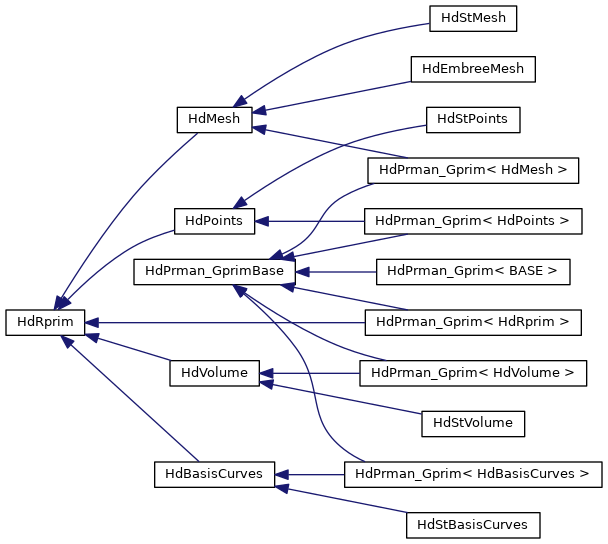 HdStMesh
HdEmbreeMesh
HdMesh
HdStPoints
HdPrman_Gprim< HdMesh >
HdPoints
HdPrman_Gprim< HdPoints >
HdPrman_GprimBase
HdPrman_Gprim< BASE >
HdRprim
HdPrman_Gprim< HdRprim >
HdVolume
HdPrman_Gprim< HdVolume >
HdStVolume
HdBasisCurves
HdPrman_Gprim< HdBasisCurves >
HdStBasisCurves